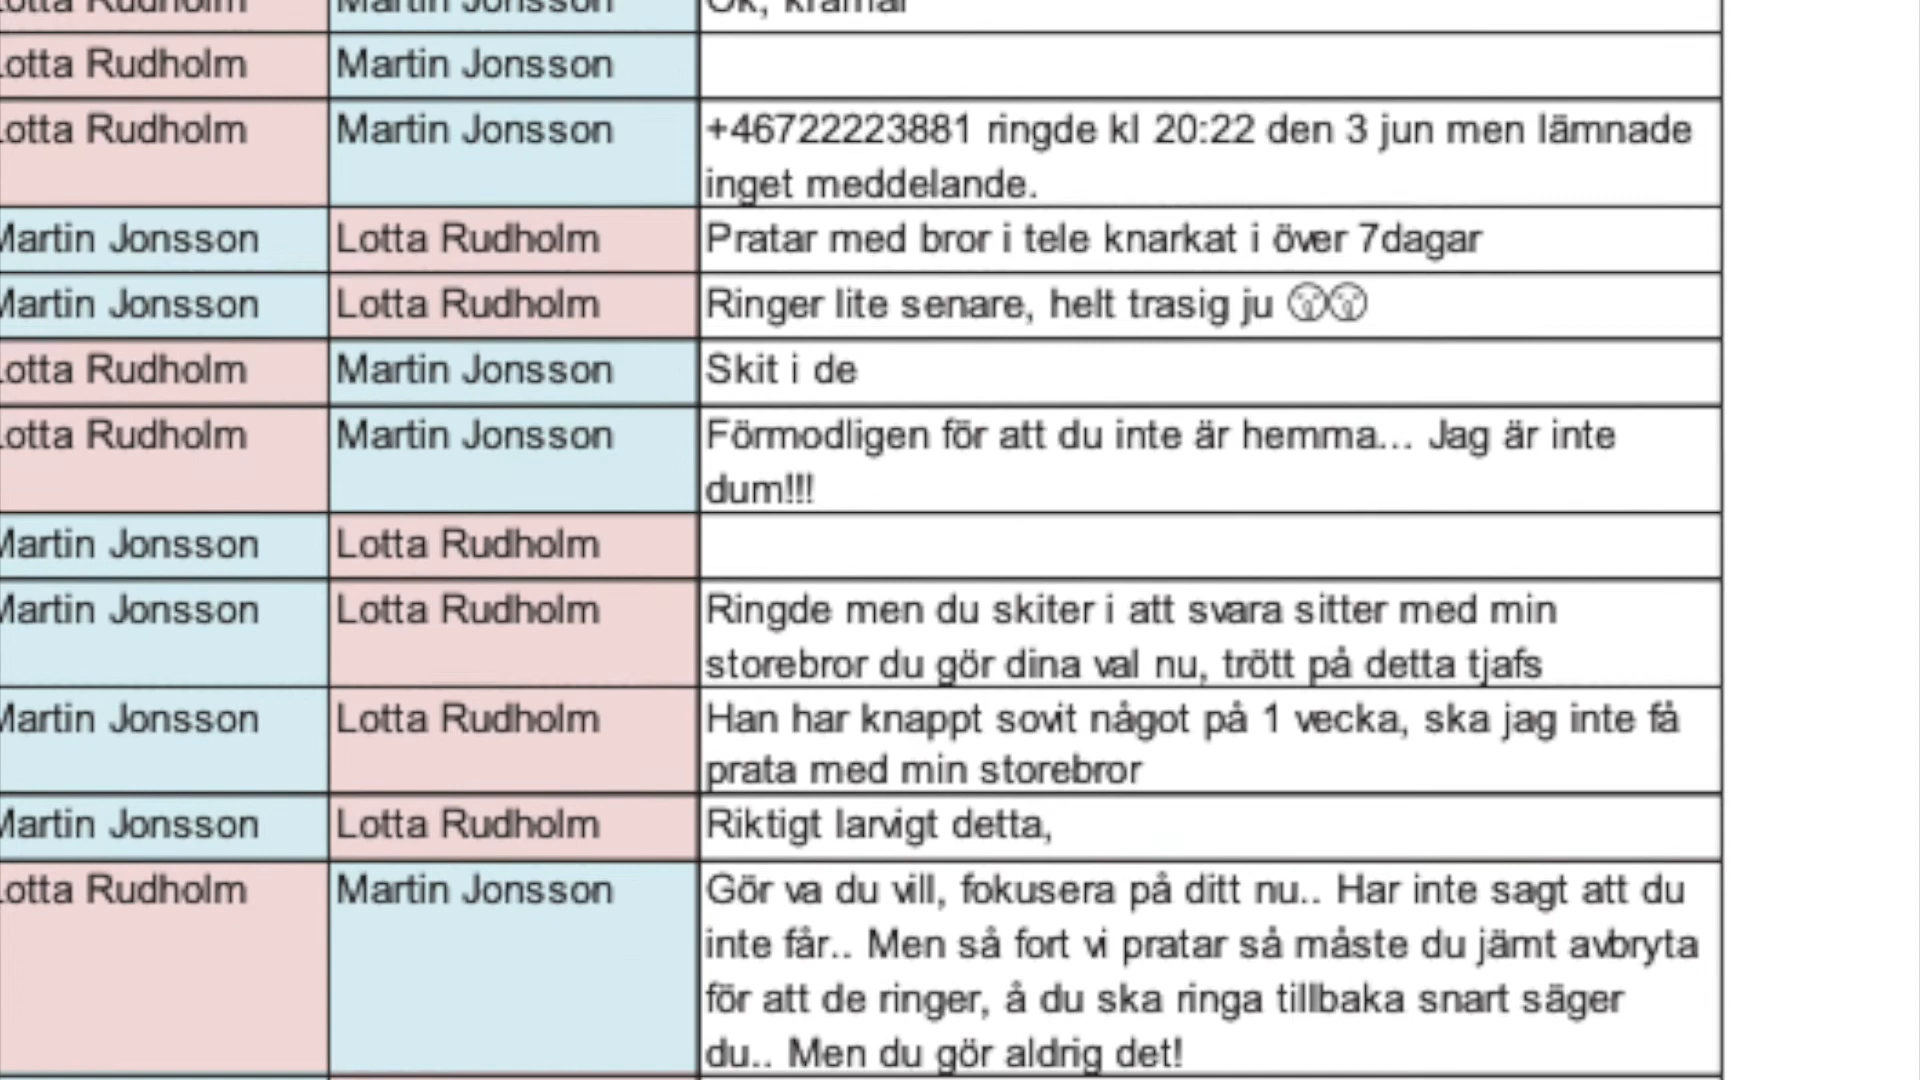 Lotta Rudholm Martin Jonsson Ok, kramar
Lotta Rudholm Martin Jonsson
Lotta Rudholm Martin Jonsson +46722223881 ringde kl 20:22 den 3 jun men lämnade
inget meddelande.
Martin Jonsson Lotta Rudholm Pratar med bror i tele knarkat i över 7dagar
Martin Jonsson Lotta Rudholm Ringer lite senare, helt trasig ju 😗😗
Lotta Rudholm Martin Jonsson Skit i de
Lotta Rudholm Martin Jonsson Förmodligen för att du inte är hemma... Jag är inte
dum!!!
Martin Jonsson Lotta Rudholm
Martin Jonsson Lotta Rudholm Ringde men du skiter i att svara sitter med min
storebror du gör dina val nu, trött på detta tjafs
Martin Jonsson Lotta Rudholm Han har knappt sovit något på 1 vecka, ska jag inte få
prata med min storebror
Martin Jonsson Lotta Rudholm Riktigt larvigt detta,
Lotta Rudholm Martin Jonsson Gör va du vill, fokusera på ditt nu.. Har inte sagt att du
inte får.. Men så fort vi pratar så måste du jämt avbryta
för att de ringer, å du ska ringa tillbaka snart säger
du.. Men du gör aldrig det!